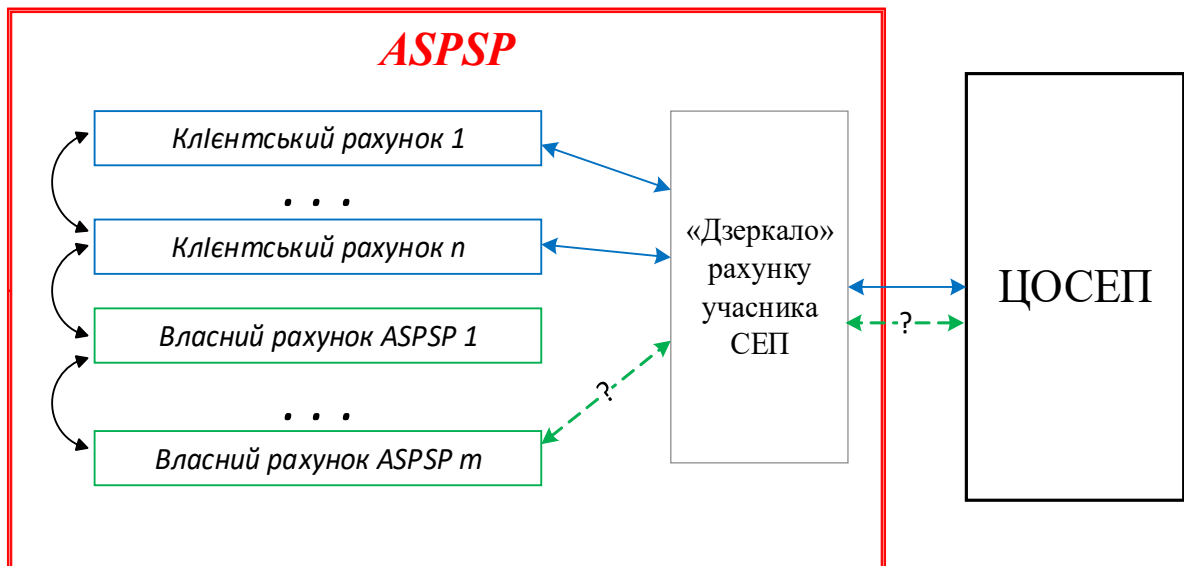 ASPSP
КлІєнтський рахунок 1
. . .
КлІєнтський рахунок n
Власний рахунок ASPSP 1
. . .
Власний рахунок ASPSP m
?
«Дзеркало»
рахунку
учасника
СЕП
?
ЦОСЕП